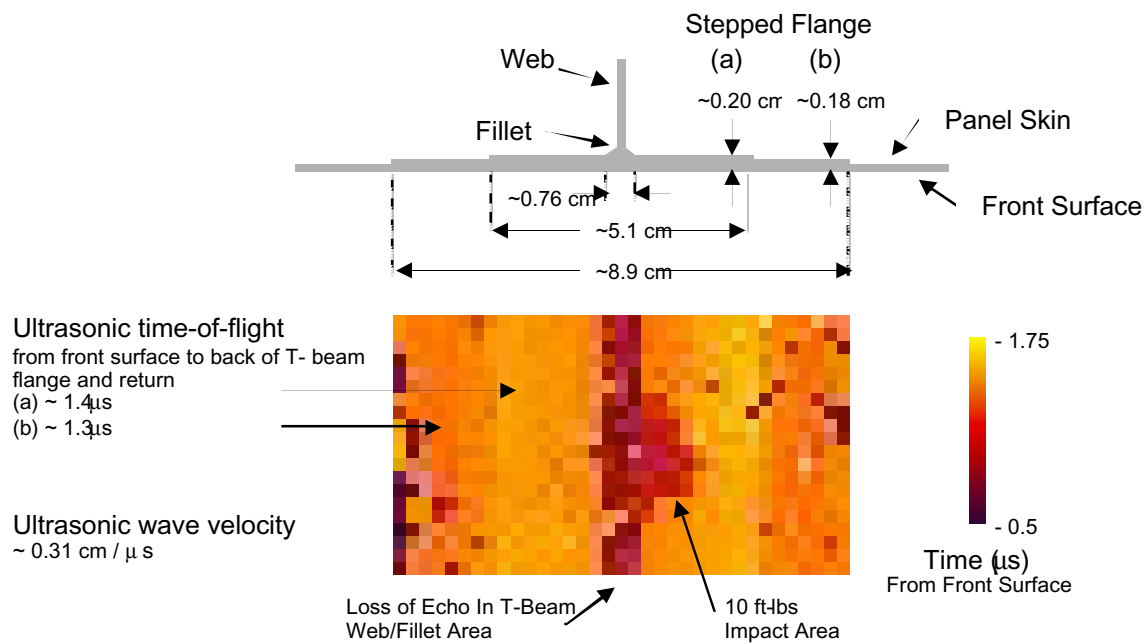 Stepped Flange
(a) (b)
Web
~0.20 cm ~0.18 cm
Fillet
Panel Skin
~0.76 cm
Front Surface
~5.1 cm
~8.9 cm
Ultrasonic time-of-flight
from front surface to back of T- beam
flange and return
(a) ~ 1.4μs
(b) ~ 1.3μs
- 1.75
Ultrasonic wave velocity
~ 0.31 cm / μ s
- 0.5
Time (μs)
From Front Surface
Loss of Echo In T-Beam
Web/Fillet Area
10 ft-lbs
Impact Area